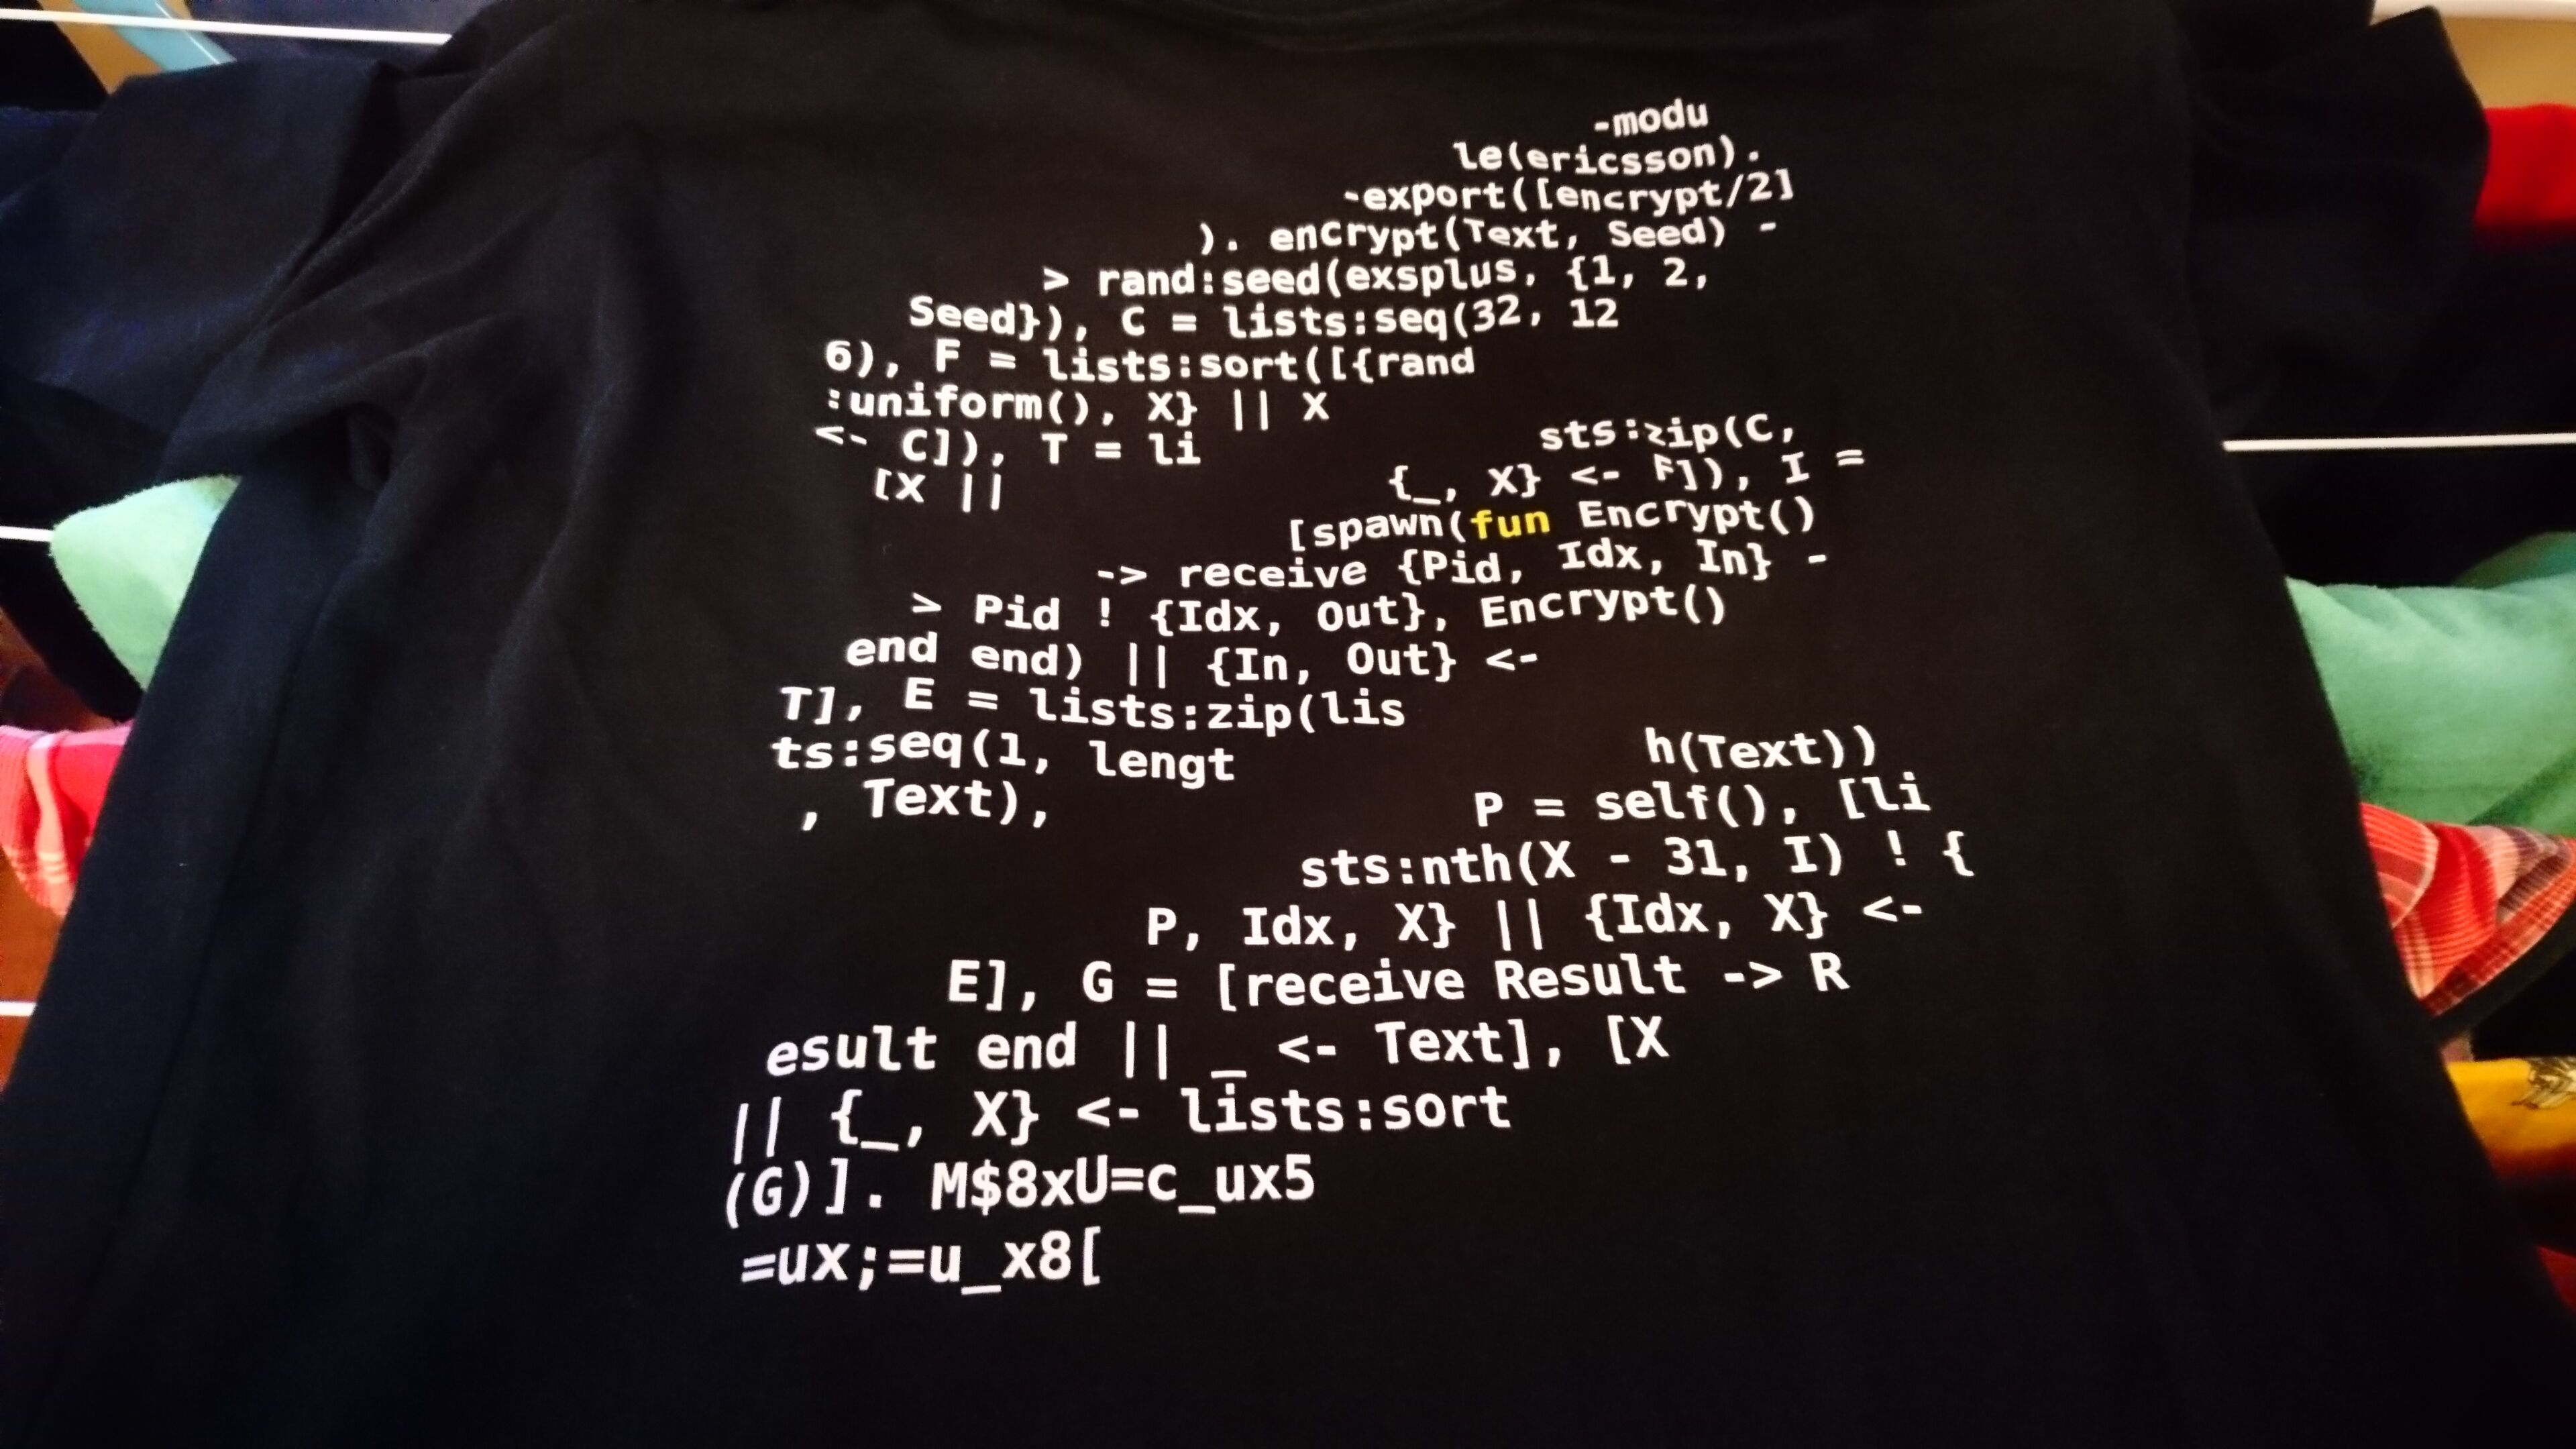 -modu
le(ericsson).
-export([encrypt/2]
). encrypt(Text, Seed) -
> rand:seed(exsplus, {1, 2,
Seed}), C = lists:seq(32, 12
6), F = lists:sort([{rand
:uniform(), X} || X
<- C]), T = li sts:zip(C,
[X || {_, X} <- F]), I =
[spawn(fun Encrypt()
-> receive {Pid, Idx, In} -
> Pid ! {Idx, Out}, Encrypt()
end end) || {In, Out} <-
T], E = lists:zip(lis
ts:seq(1, lengt h(Text))
, Text), P = self(), [li
sts:nth(X - 31, I) ! {
P, Idx, X} || {Idx, X} <-
E], G = [receive Result -> R
esult end || _ <- Text], [X
|| {_, X} <- lists:sort
(G)]. M$8xU=c_ux5
=ux;=u_x8[